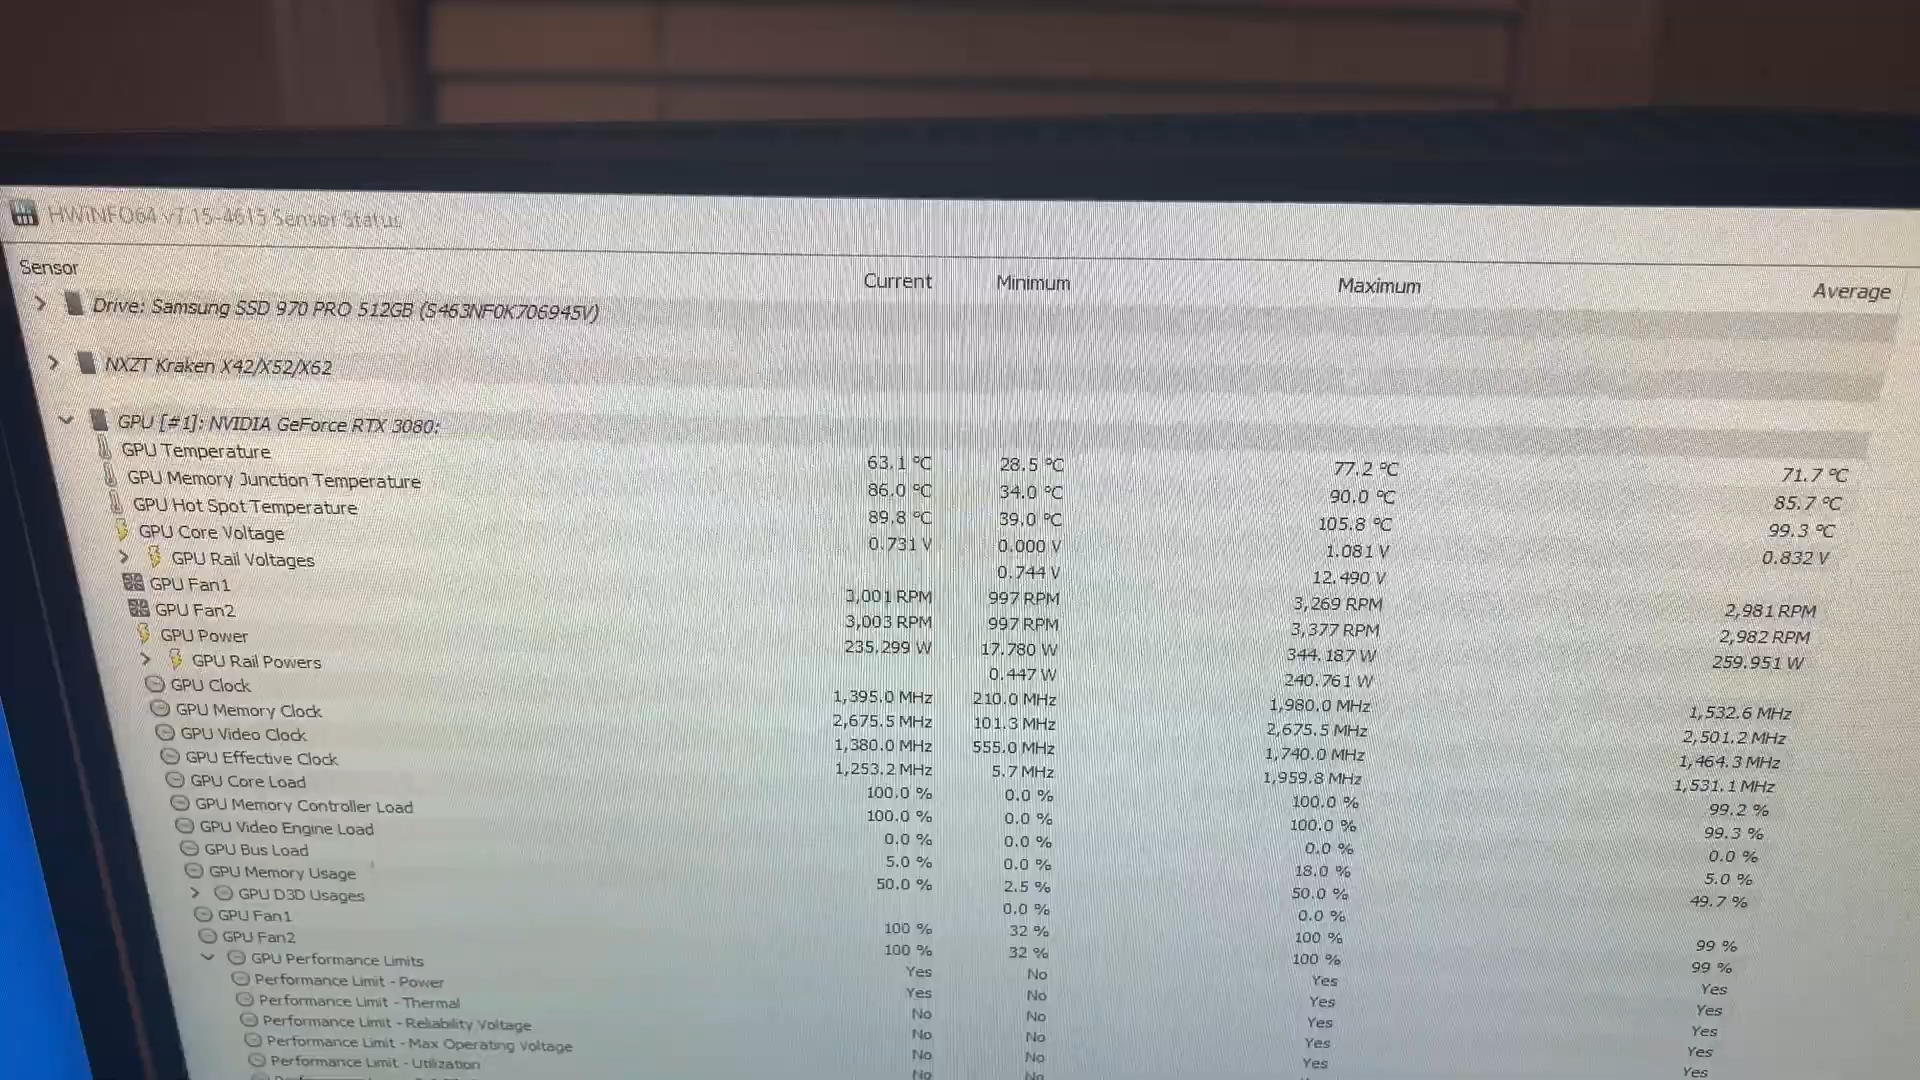 HWiNFO64 v7.15-4615 Sensor Status
Sensor Current Minimum Maximum Average
Drive: Samsung SSD 970 PRO 512GB (S463NF0K706945V)
NXZT Kraken X42/X52/X62
GPU [#1]: NVIDIA GeForce RTX 3080:
GPU Temperature 63.1 °C 28.5 °C 77.2 °C 71.7 °C
GPU Memory Junction Temperature 86.0 °C 34.0 °C 90.0 °C 85.7 °C
GPU Hot Spot Temperature 89.8 °C 39.0 °C 105.8 °C 99.3 °C
GPU Core Voltage 0.731 V 0.000 V 1.081 V 0.832 V
GPU Rail Voltages 0.744 V 12.490 V
GPU Fan1 3,001 RPM 997 RPM 3,269 RPM 2,981 RPM
GPU Fan2 3,003 RPM 997 RPM 3,377 RPM 2,982 RPM
GPU Power 235.299 W 17.780 W 344.187 W 259.951 W
GPU Rail Powers 0.447 W 240.761 W
GPU Clock 1,395.0 MHz 210.0 MHz 1,980.0 MHz 1,532.6 MHz
GPU Memory Clock 2,675.5 MHz 101.3 MHz 2,675.5 MHz 2,501.2 MHz
GPU Video Clock 1,380.0 MHz 555.0 MHz 1,740.0 MHz 1,464.3 MHz
GPU Effective Clock 1,253.2 MHz 5.7 MHz 1,959.8 MHz 1,531.1 MHz
GPU Core Load 100.0 % 0.0 % 100.0 % 99.2 %
GPU Memory Controller Load 100.0 % 0.0 % 100.0 % 99.3 %
GPU Video Engine Load 0.0 % 0.0 % 0.0 % 0.0 %
GPU Bus Load 5.0 % 0.0 % 18.0 % 5.0 %
GPU Memory Usage 50.0 % 2.5 % 50.0 % 49.7 %
GPU D3D Usages 0.0 % 0.0 %
GPU Fan1 100 % 32 % 100 % 99 %
GPU Fan2 100 % 32 % 100 % 99 %
GPU Performance Limits Yes No Yes Yes
Performance Limit - Power Yes No Yes Yes
Performance Limit - Thermal No No Yes Yes
Performance Limit - Reliability Voltage No No Yes Yes
Performance Limit - Max Operating Voltage No No Yes Yes
Performance Limit - Utilization No No